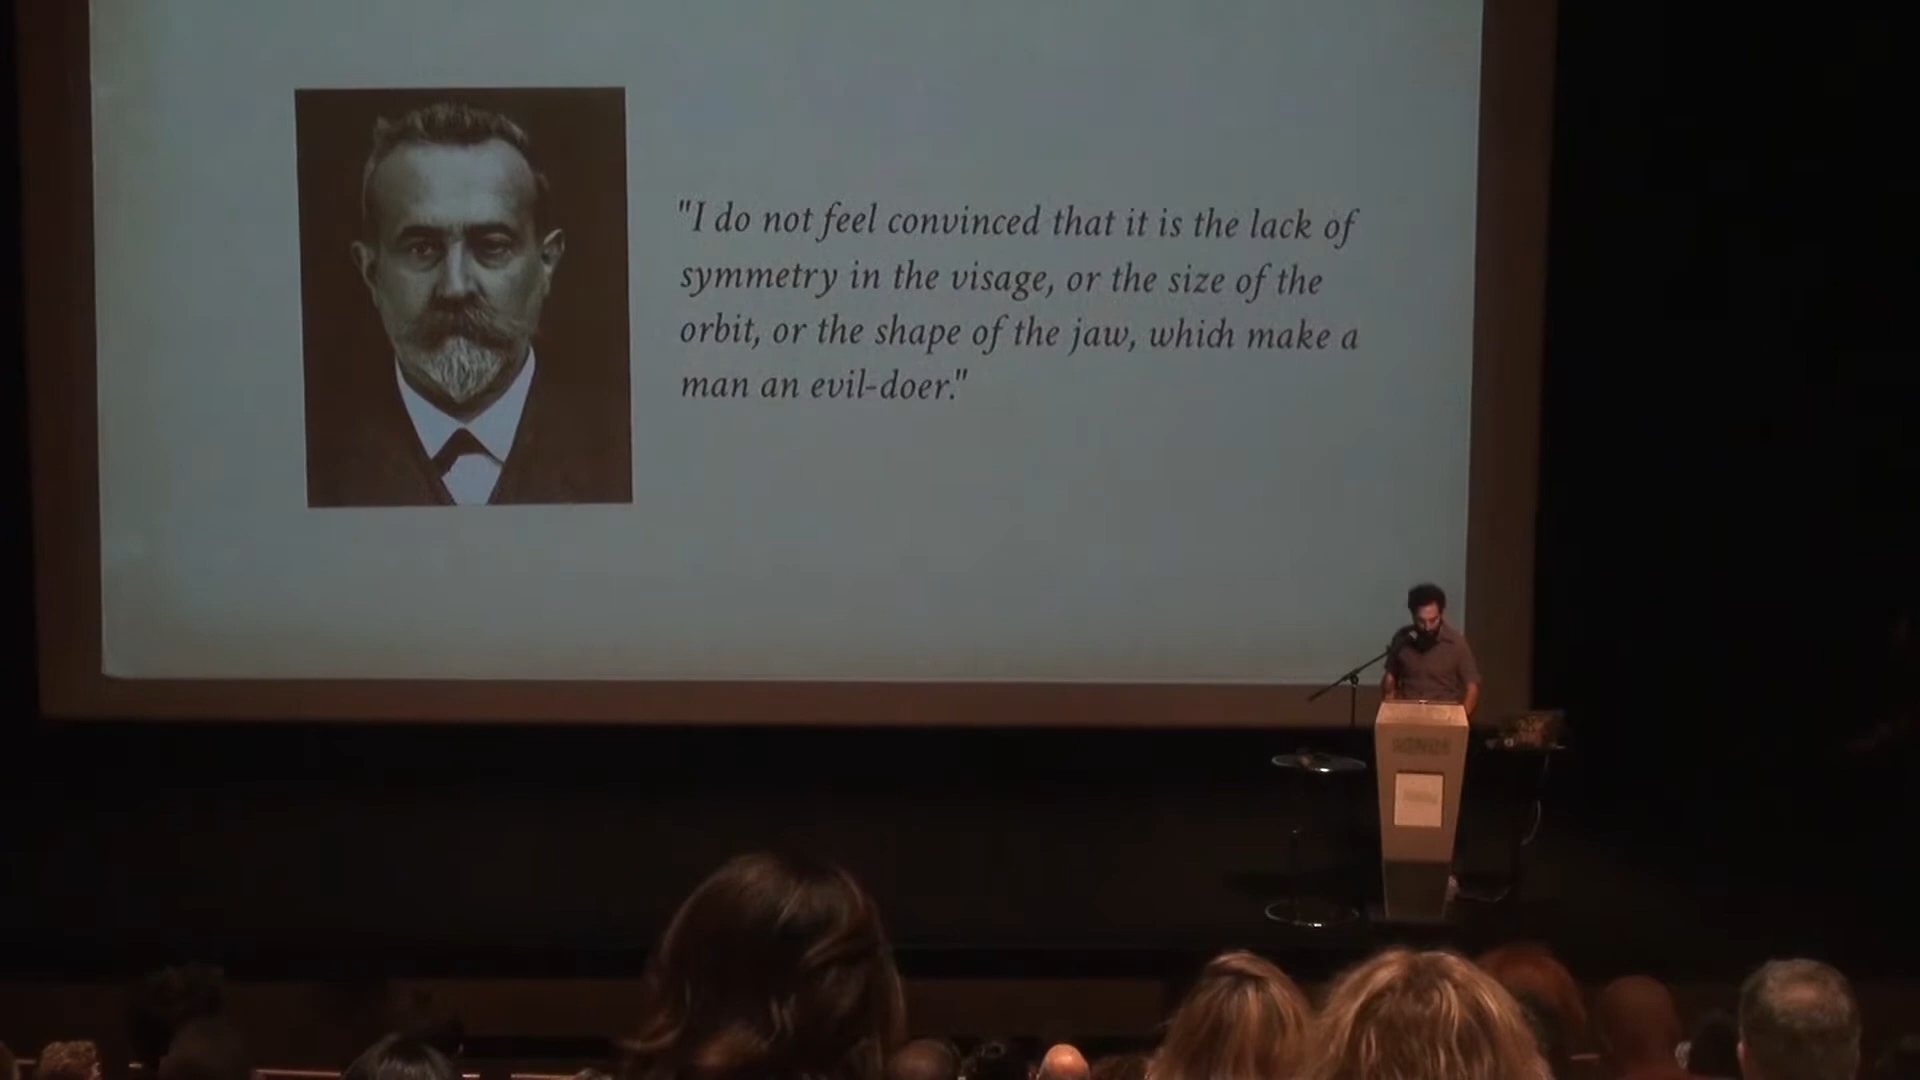 "I do not feel convinced that it is the lack of
symmetry in the visage, or the size of the
orbit, or the shape of the jaw, which make a
man an evil-doer."